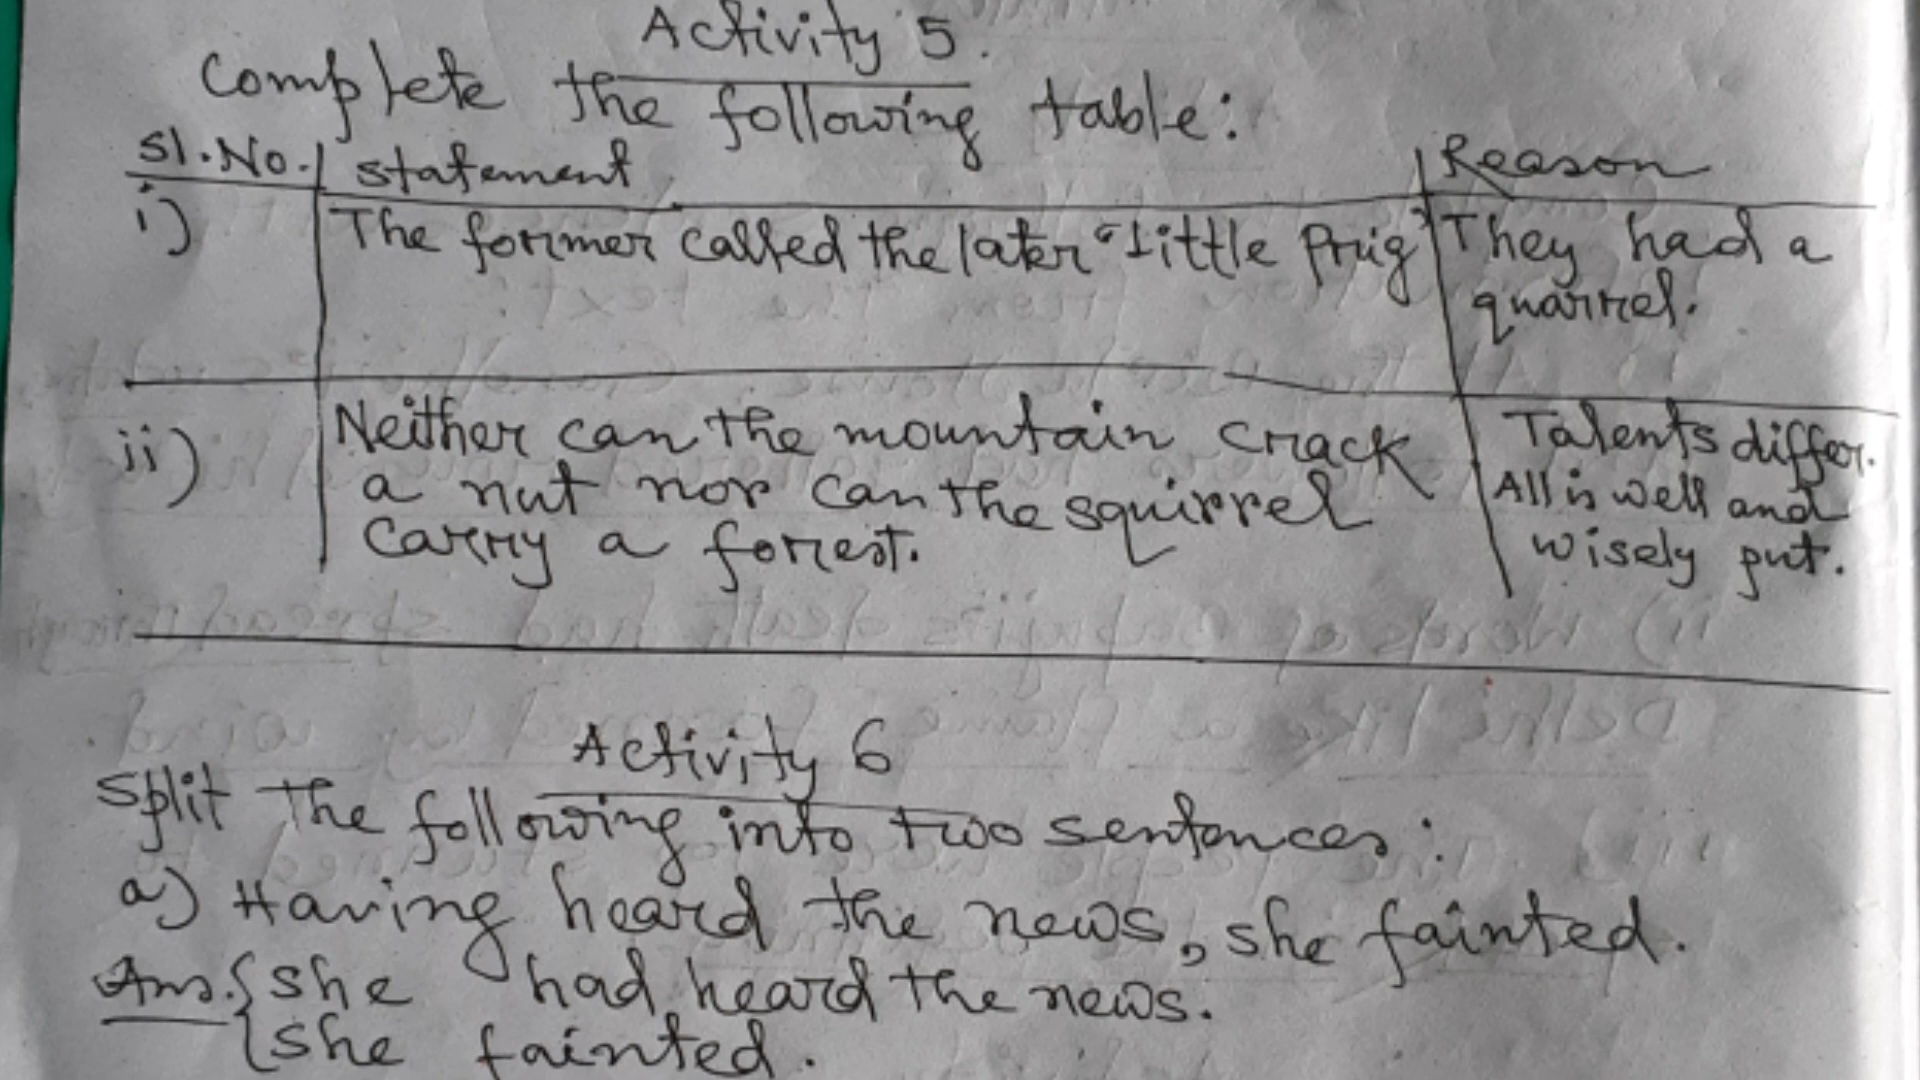 Activity 5.
Complete the following table:
Sl. No. statement Reason
i) The former called the later "Little Prig" They had a
quarrel.
ii) Neither can the mountain crack Talents differ.
a nut nor can the squirrel All is well and
carry a forrest. wisely put.
Activity 6
Split the following into two sentences:
a) Having heard the news, she fainted.
Ans. { she had heard the news.
she fainted.